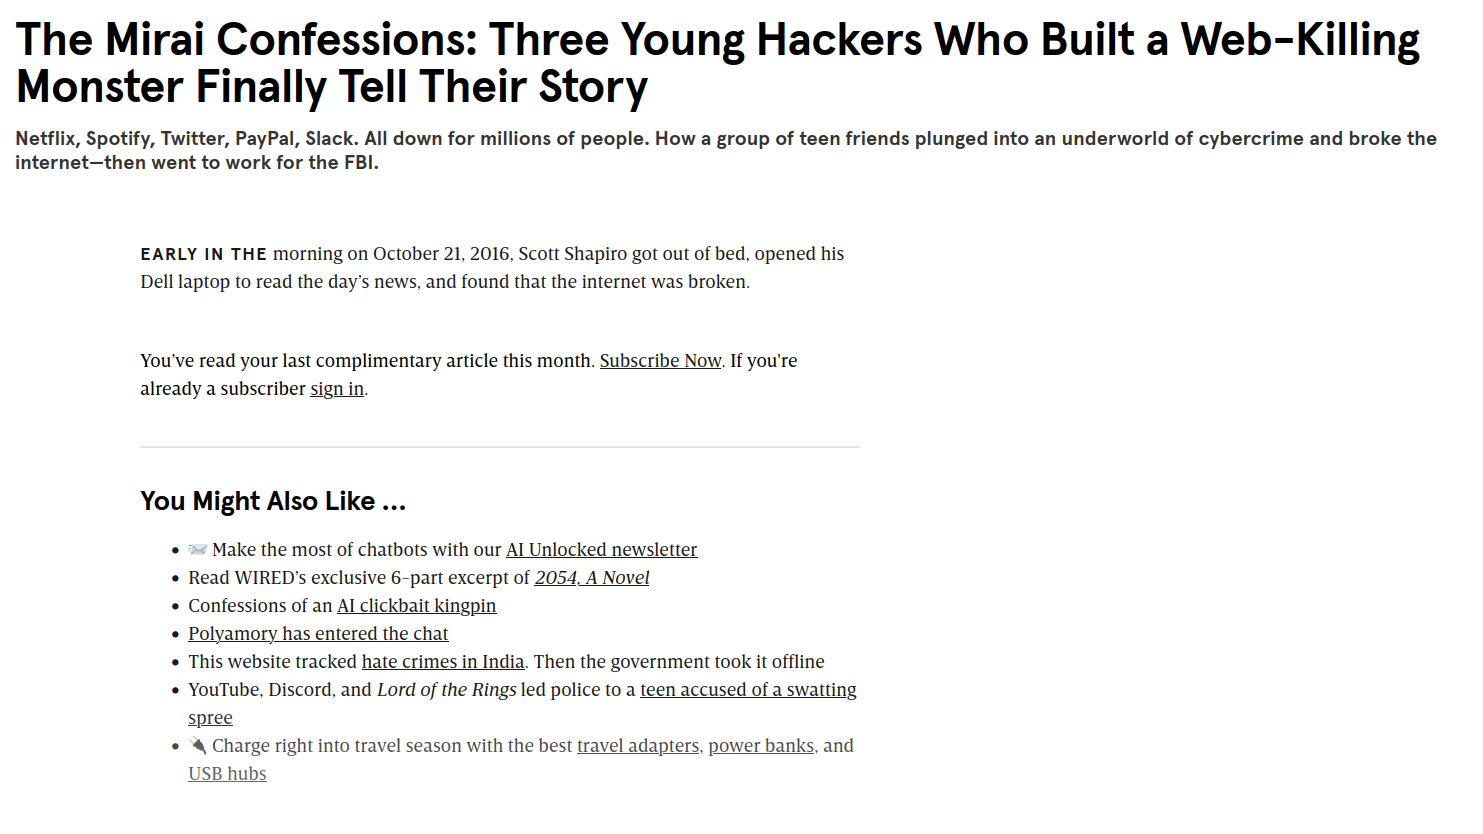 The Mirai Confessions: Three Young Hackers Who Built a Web-Killing
Monster Finally Tell Their Story
Netflix, Spotify, Twitter, PayPal, Slack. All down for millions of people. How a group of teen friends plunged into an underworld of cybercrime and broke the
internet—then went to work for the FBI.
EARLY IN THE morning on October 21, 2016, Scott Shapiro got out of bed, opened his
Dell laptop to read the day’s news, and found that the internet was broken.
You’ve read your last complimentary article this month. Subscribe Now. If you're
already a subscriber sign in.
You Might Also Like …
• 📨 Make the most of chatbots with our AI Unlocked newsletter
• Read WIRED’s exclusive 6-part excerpt of 2054, A Novel
• Confessions of an AI clickbait kingpin
• Polyamory has entered the chat
• This website tracked hate crimes in India. Then the government took it offline
• YouTube, Discord, and Lord of the Rings led police to a teen accused of a swatting
spree
• 🔌 Charge right into travel season with the best travel adapters, power banks, and
USB hubs